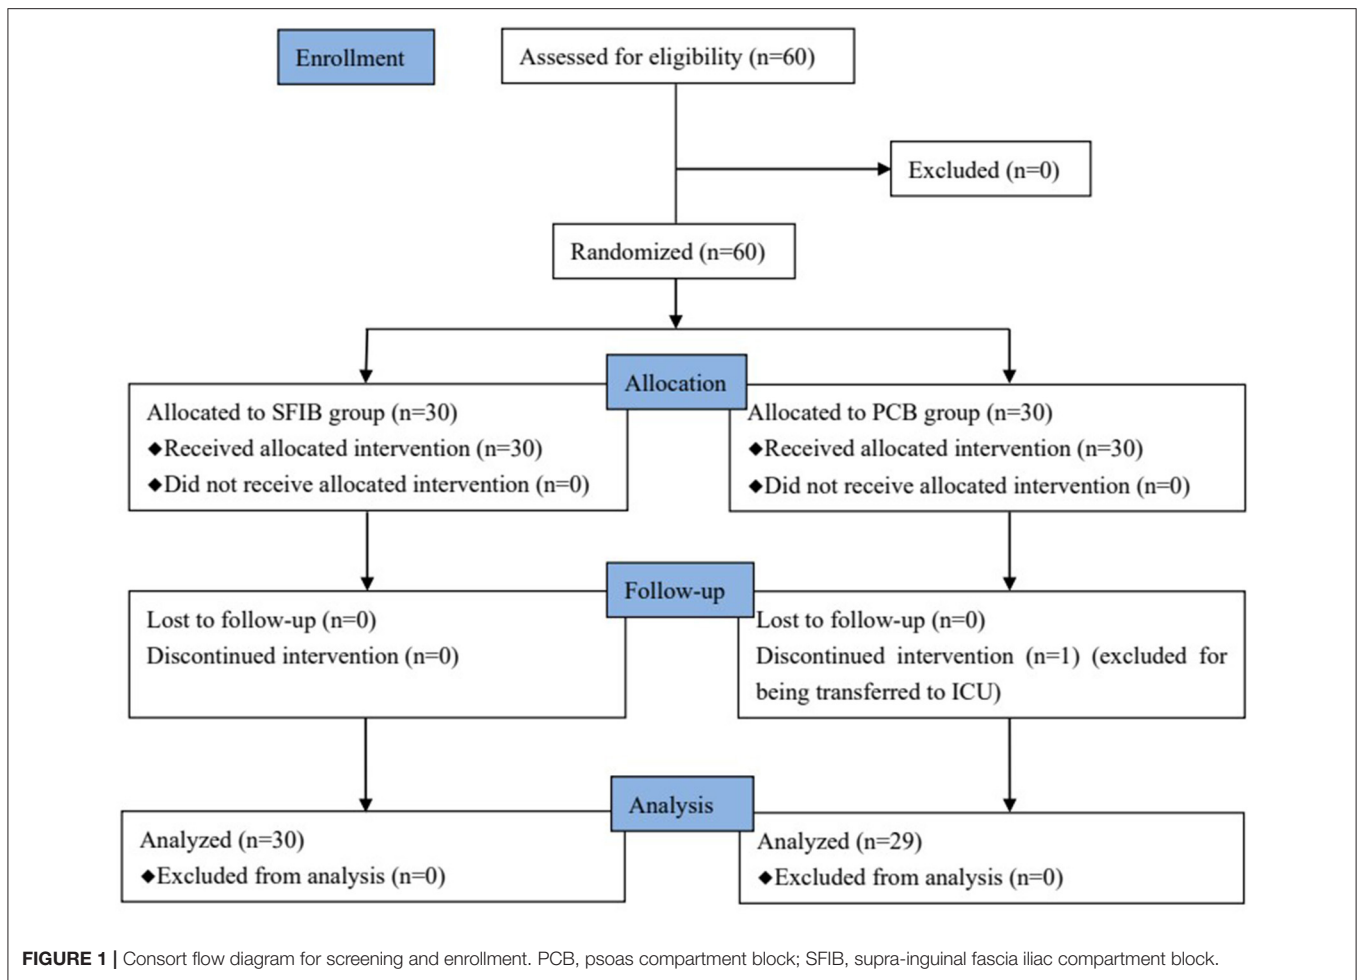 Enrollment
Assessed for eligibility (n=60)
Excluded (n=0)
Randomized (n=60)
Allocation
Allocated to SFIB group (n=30)
◆Received allocated intervention (n=30)
◆Did not receive allocated intervention (n=0)
Allocated to PCB group (n=30)
◆Received allocated intervention (n=30)
◆Did not receive allocated intervention (n=0)
Follow-up
Lost to follow-up (n=0)
Discontinued intervention (n=0)
Lost to follow-up (n=0)
Discontinued intervention (n=1) (excluded for
being transferred to ICU)
Analysis
Analyzed (n=30)
◆Excluded from analysis (n=0)
Analyzed (n=29)
◆Excluded from analysis (n=0)
FIGURE 1 | Consort flow diagram for screening and enrollment. PCB, psoas compartment block; SFIB, supra-inguinal fascia iliac compartment block.